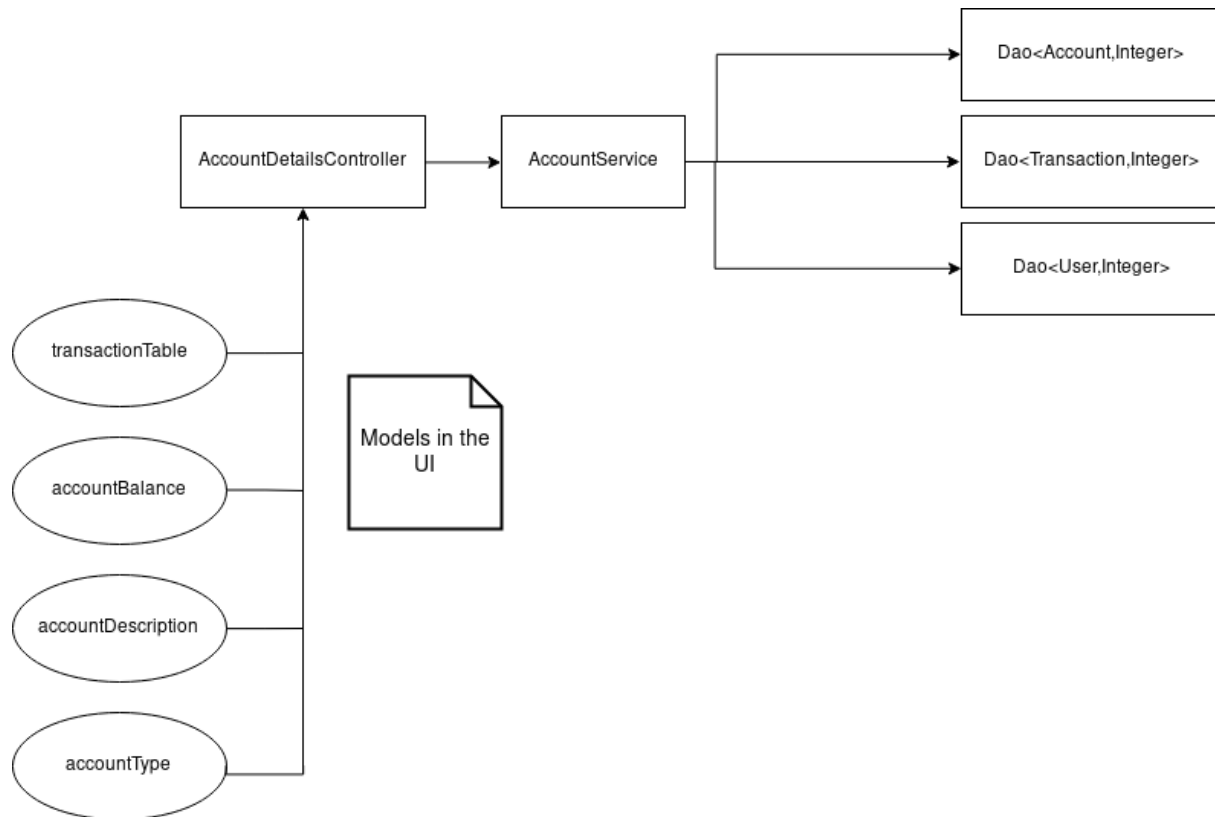 Dao<Account,Integer>
AccountDetailsController
AccountService
Dao<Transaction,Integer>
Dao<User,Integer>
transactionTable
Models in the
UI
accountBalance
accountDescription
accountType